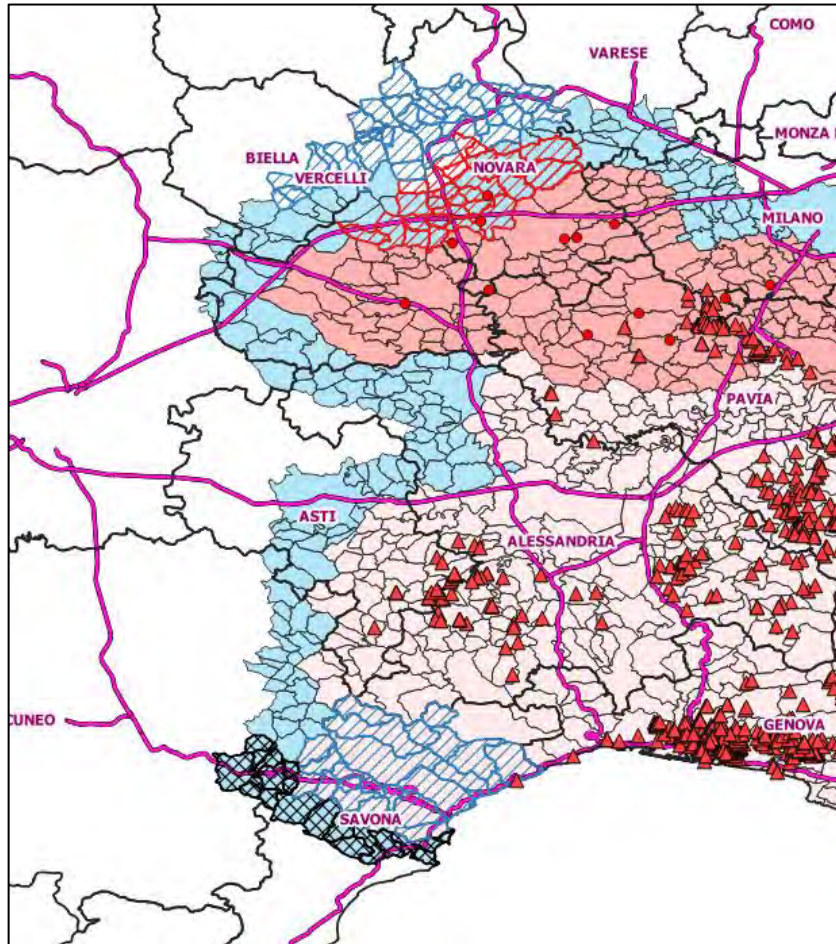 COMO
VARESE
MONZA
BIELLA
NOVARA
VERCELLI
MILANO
PAVIA
ASTI
ALESSANDRIA
CUNEO
GENOVA
SAVONA